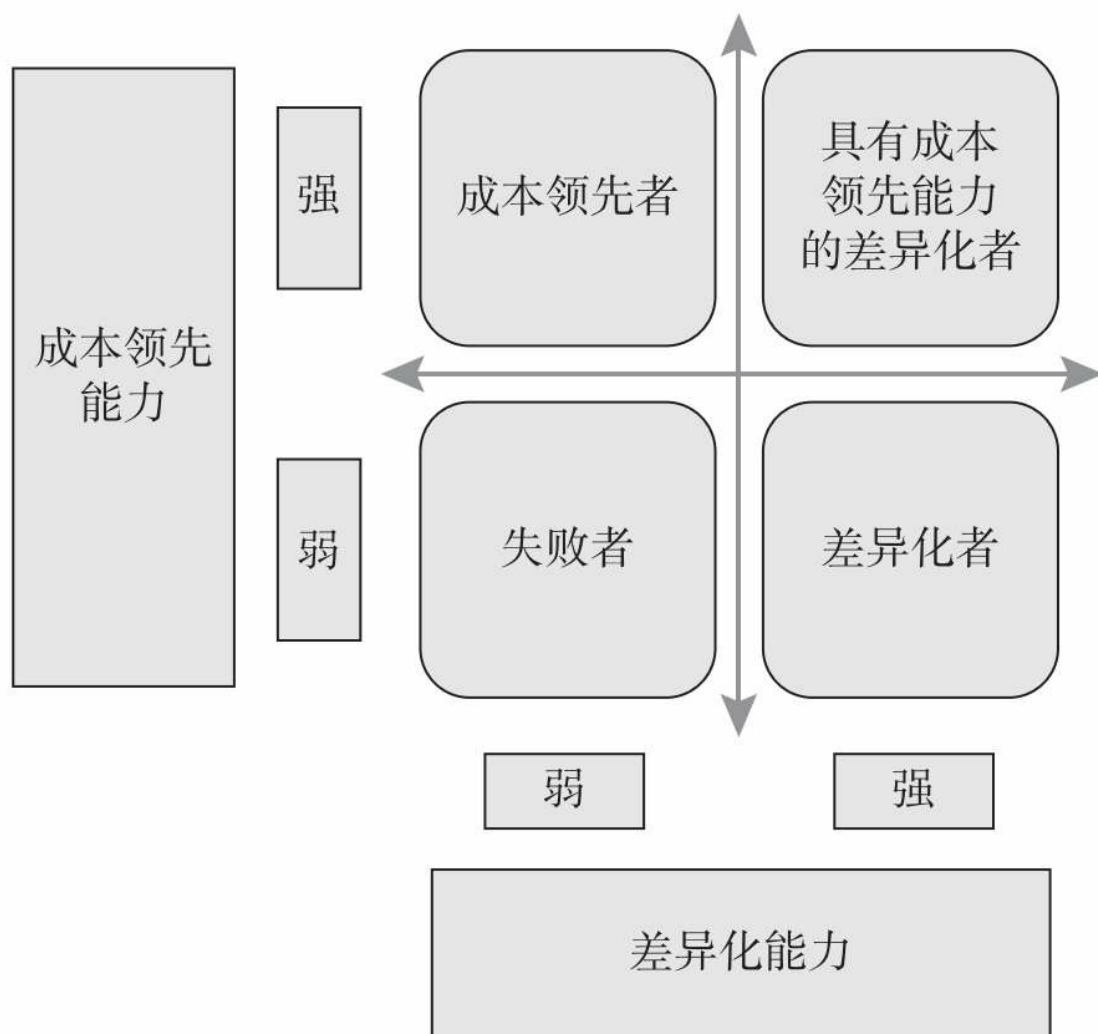 成本领先
能力
强
成本领先者
具有成本
领先能力
的差异化者
弱
失败者
差异化者
弱
强
差异化能力